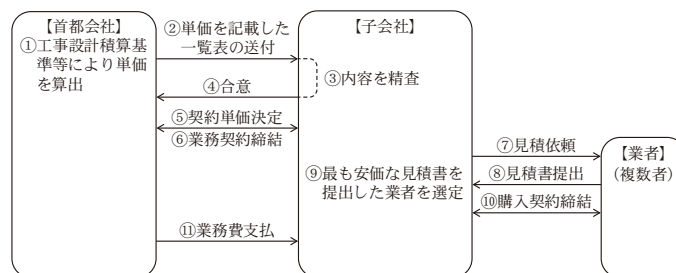 【首都会社】
①工事設計積算基
準等により単価
を算出
②単価を記載した
一覧表の送付
【子会社】
③内容を精査
④合意
⑤契約単価決定
⑥業務契約締結
⑦見積依頼
【業者】
(複数者)
⑧見積書提出
⑨最も安価な見積書を
提出した業者を選定
⑩購入契約締結
⑪業務費支払